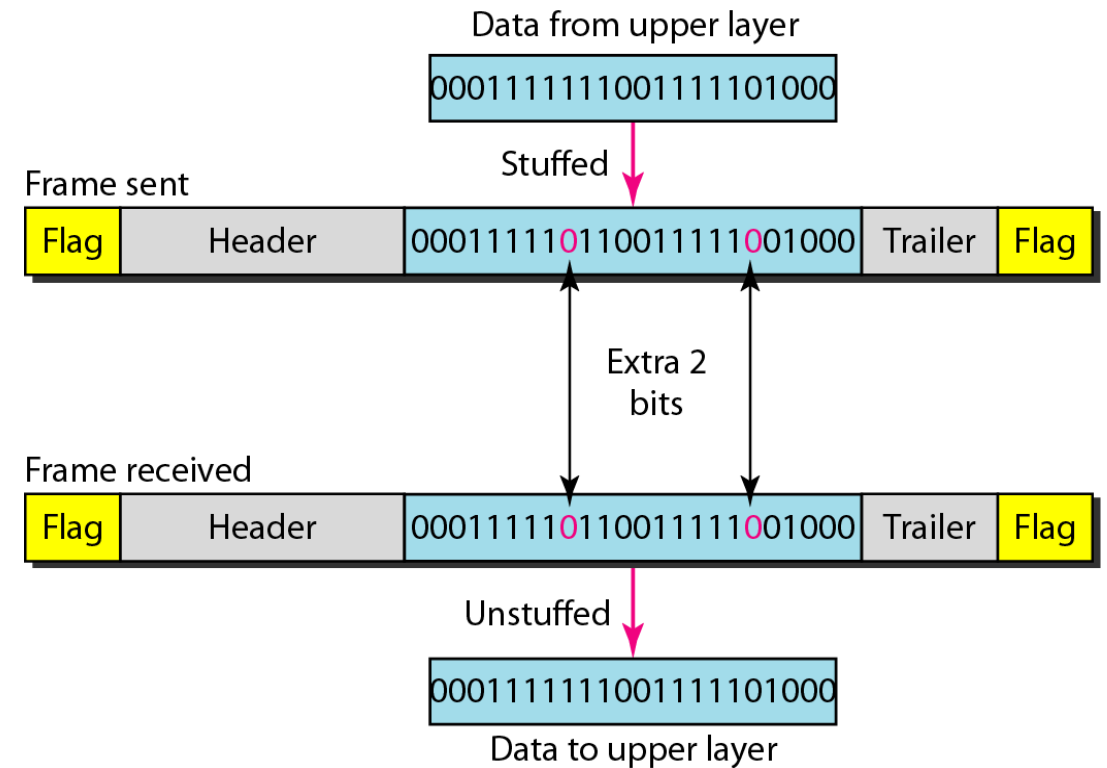 Data from upper layer
0001111111001111101000
Stuffed
Frame sent
Flag Header 000111110110011111001000 Trailer Flag
Extra 2
bits
Frame received
Flag Header 000111110110011111001000 Trailer Flag
Unstuffed
0001111111001111101000
Data to upper layer